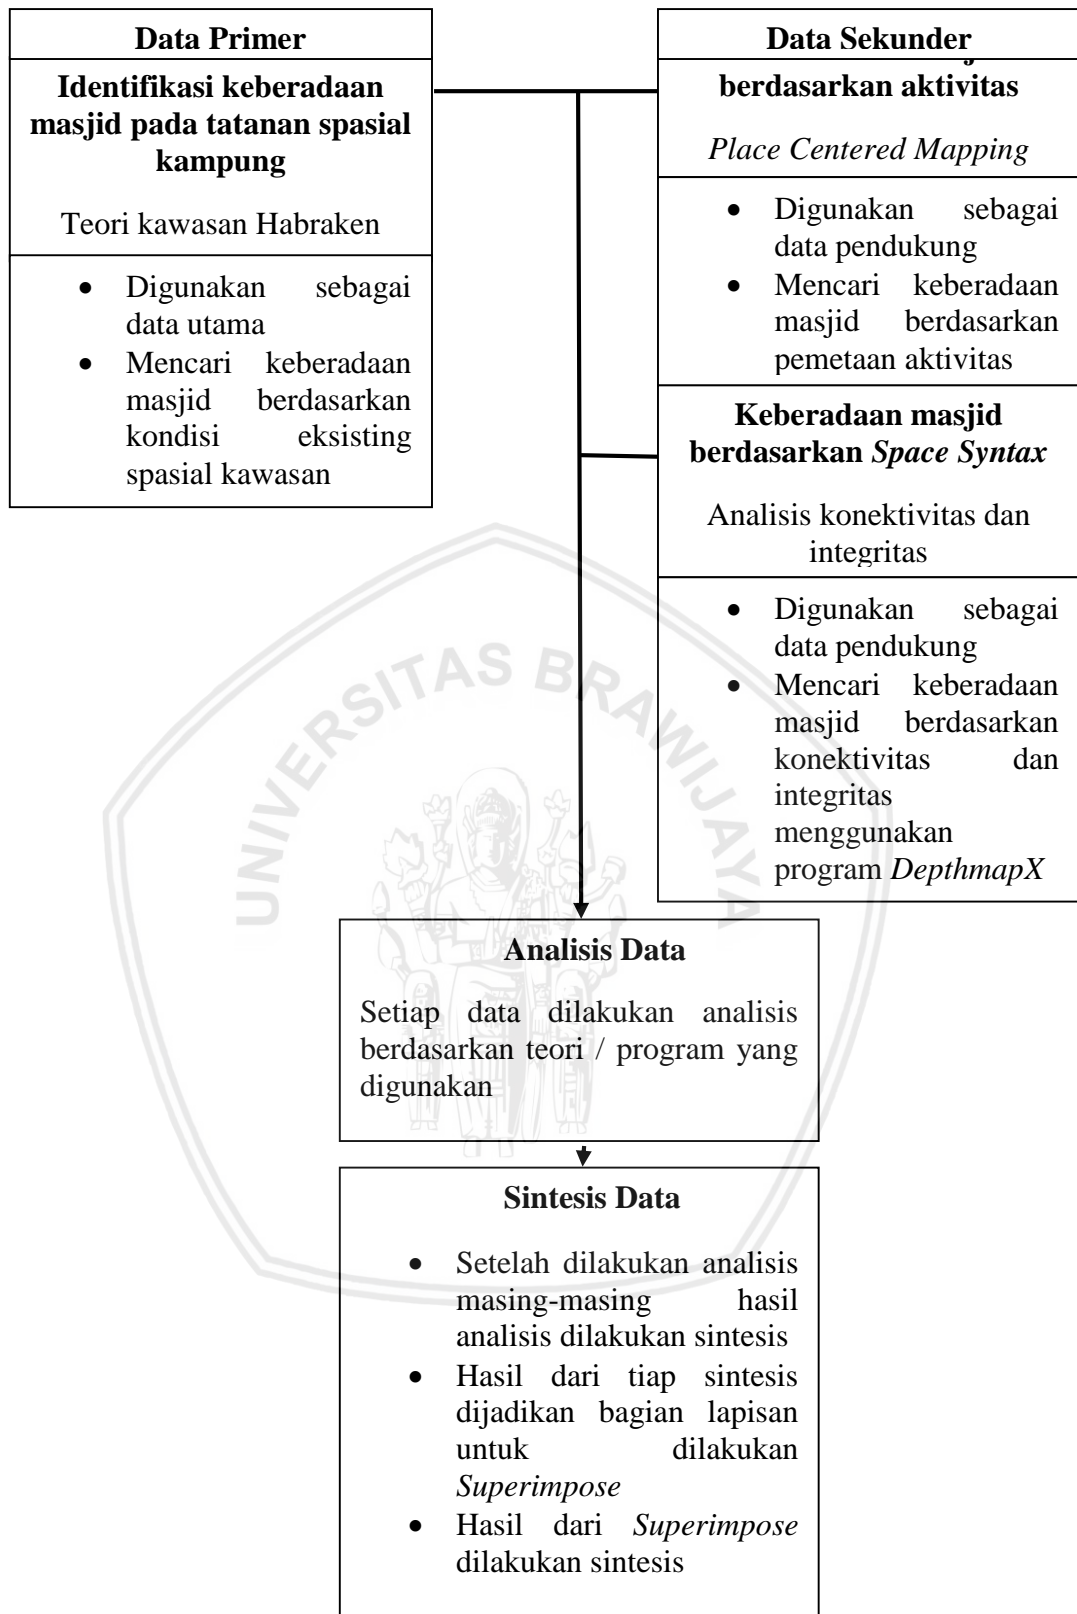 Data Primer
Identifikasi keberadaan
masjid pada tatanan spasial
kampung
Teori kawasan Habraken
• Digunakan sebagai
data utama
• Mencari keberadaan
masjid berdasarkan
kondisi eksisting
spasial kawasan
Data Sekunder
berdasarkan aktivitas
Place Centered Mapping
• Digunakan sebagai
data pendukung
• Mencari keberadaan
masjid berdasarkan
pemetaan aktivitas
Keberadaan masjid
berdasarkan Space Syntax
Analisis konektivitas dan
integritas
• Digunakan sebagai
data pendukung
• Mencari keberadaan
masjid berdasarkan
konektivitas dan
integritas
menggunakan
program DepthmapX
UNIVERSITAS BRAWIJAYA
Analisis Data
Setiap data dilakukan analisis
berdasarkan teori / program yang
digunakan
Sintesis Data
• Setelah dilakukan analisis
masing-masing hasil
analisis dilakukan sintesis
• Hasil dari tiap sintesis
dijadikan bagian lapisan
untuk dilakukan
Superimpose
• Hasil dari Superimpose
dilakukan sintesis